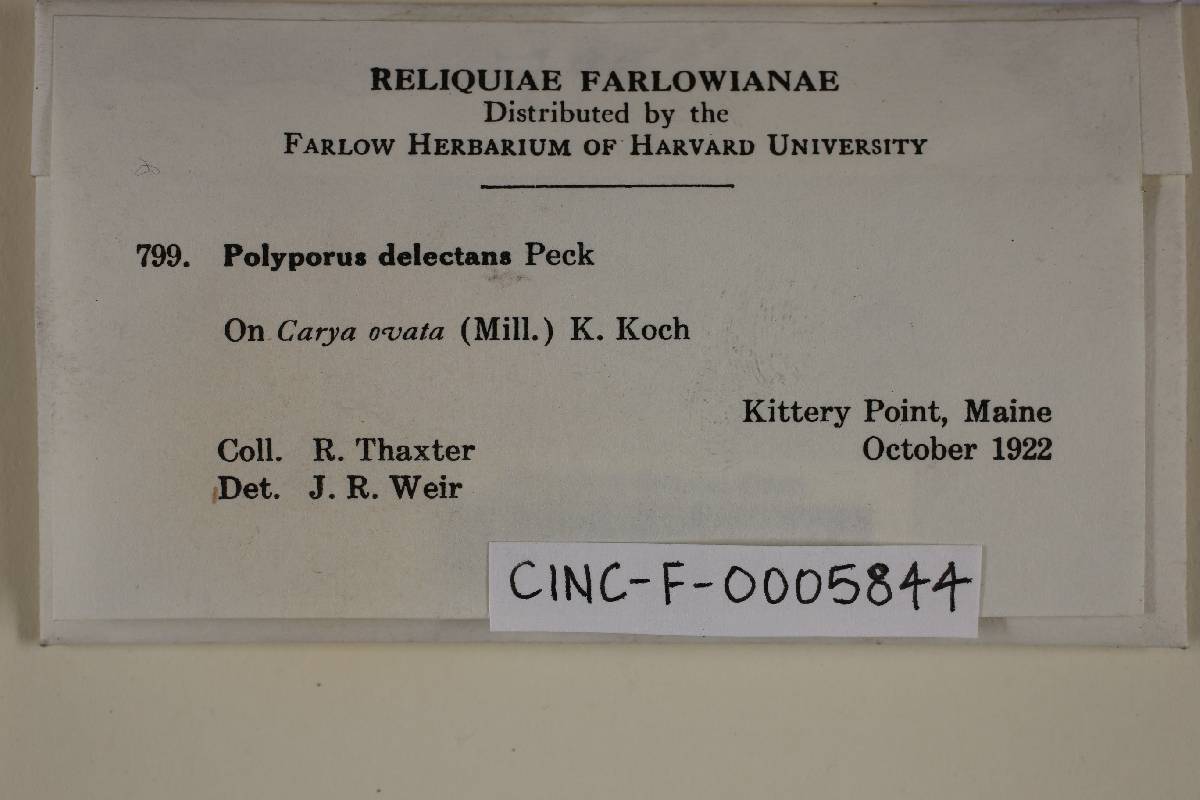 RELIQUIAE FARLOWIANAE
Distributed by the
FARLOW HERBARIUM OF HARVARD UNIVERSITY
799. Polyporus delectans Peck
On Carya ovata (Mill.) K. Koch
Kittery Point, Maine
October 1922
Coll. R. Thaxter
Det. J. R. Weir
CINC-F-0005844